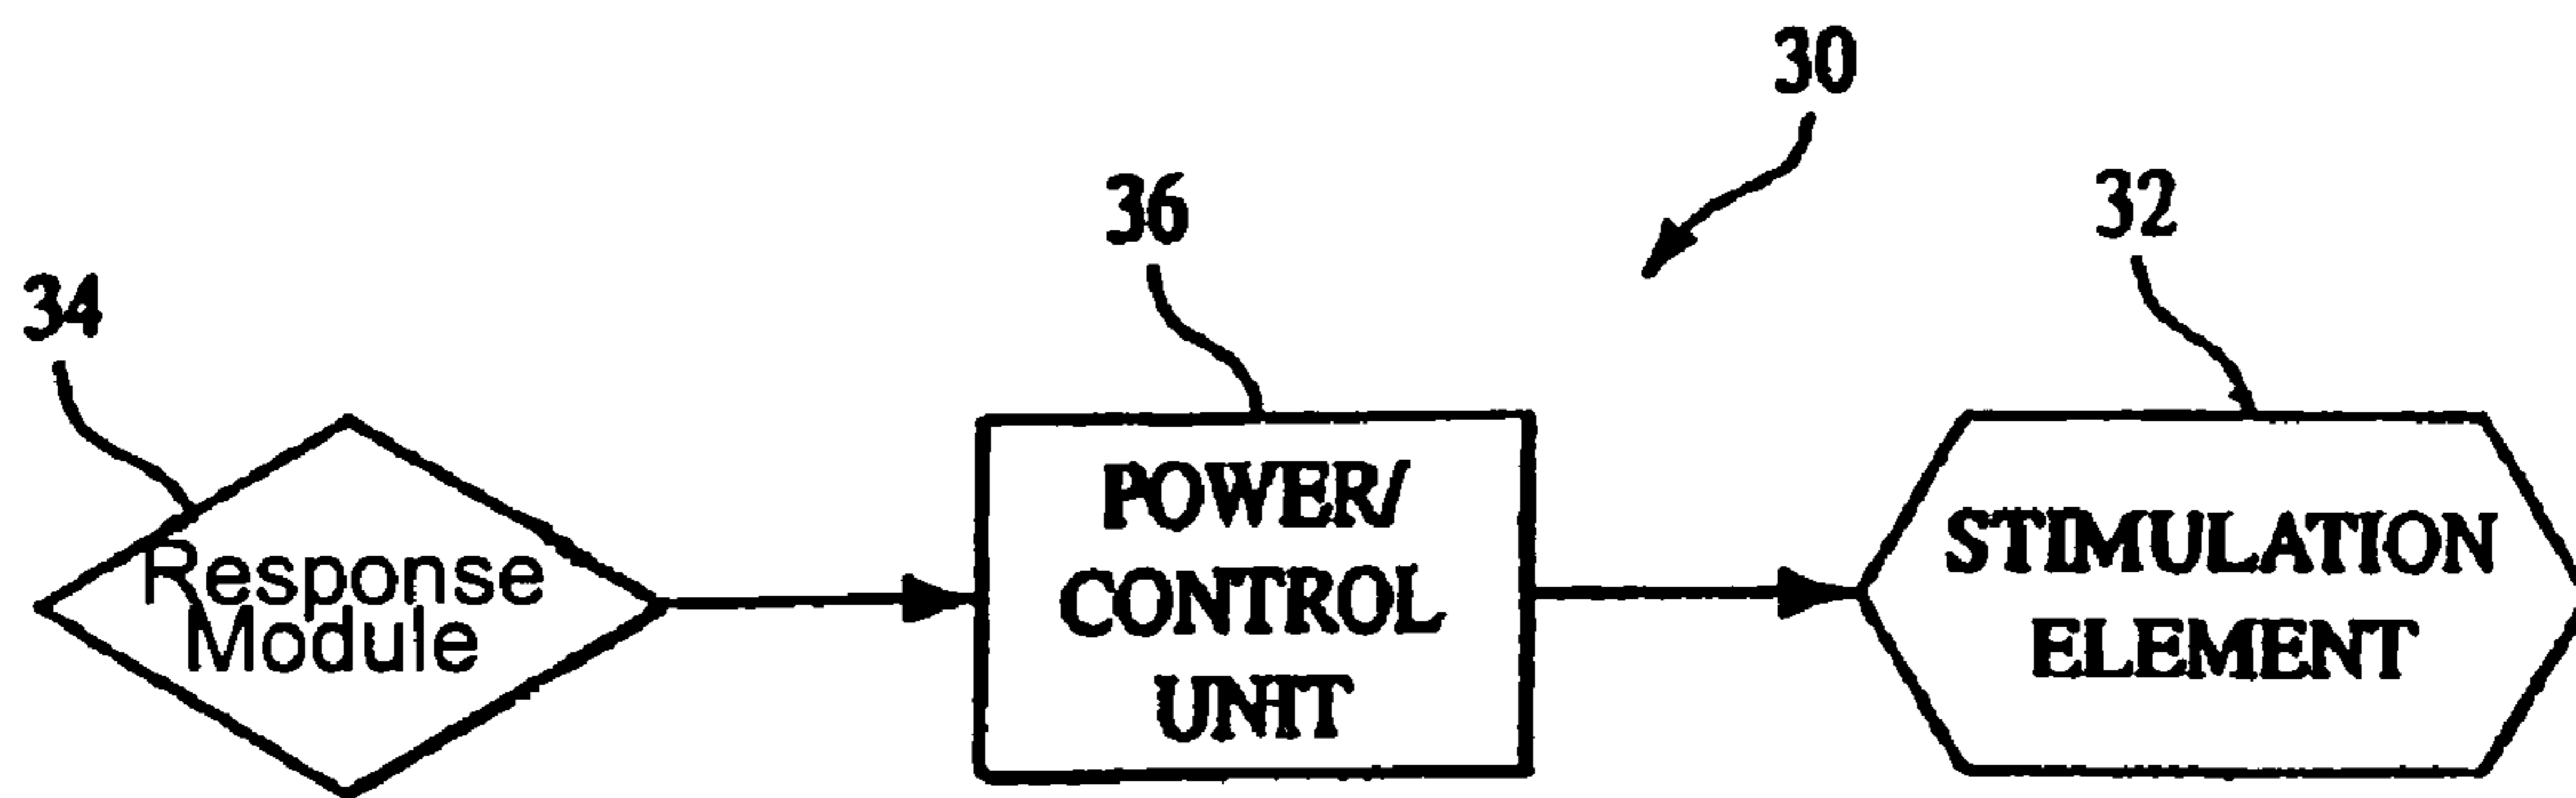 30
36
32
34
Response
Module
POWER/
CONTROL
UNIT
STIMULATION
ELEMENT